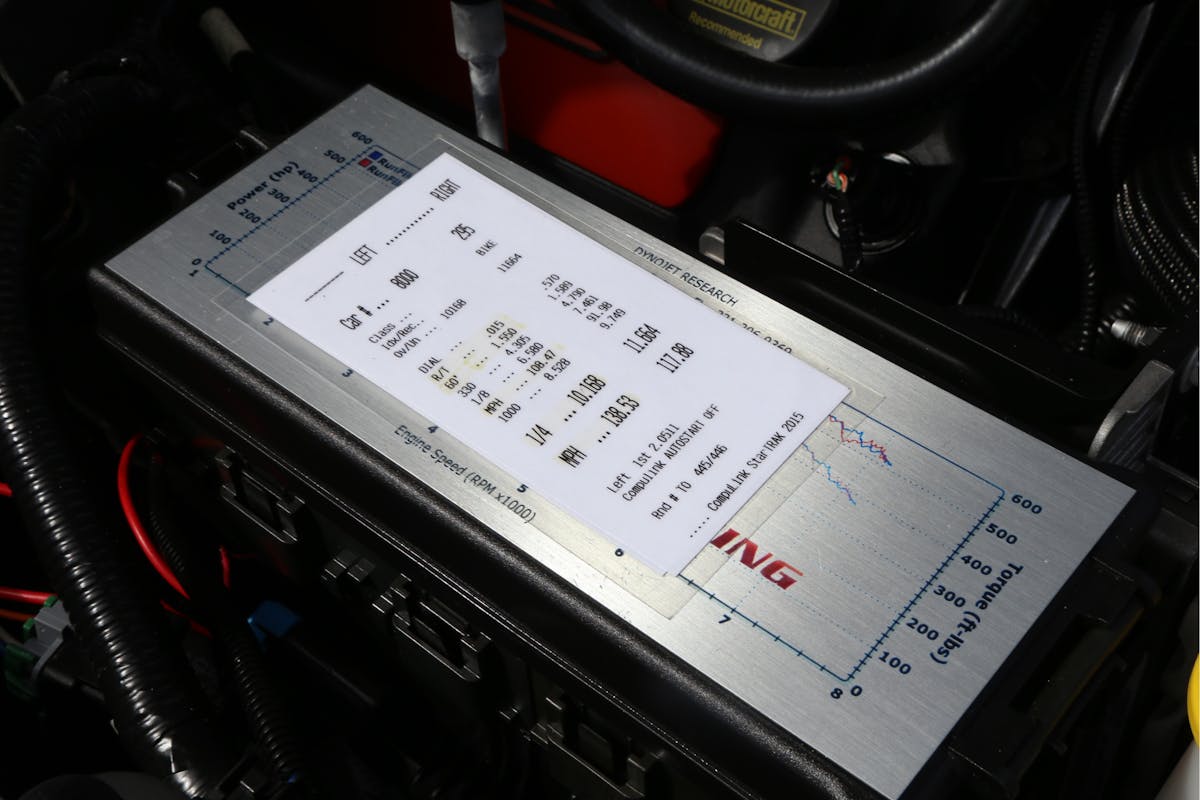 Motorcraft.
Recommended
Power (hp)
600
500
400
300
200
100
0
1
RunFil
RunFil
DYNOJET RESEARCH
LEFT ........... RIGHT
Car # ... 8000 295
Class ... BIKE
Idx/Rec..
Ov/Un .... 10168 11664
DIAL ...
R/T ... .015 .570
60' ... 1.550 1.589
330 ... 4.305 4.790
1/8 ... 6.580 7.461
MPH ... 108.47 91.98
1000 8.528 9.749
1/4 ... 10.168 11.664
MPH ... 138.53 117.88
Left 1st 2.0511
Compulink AUTOSTART OFF
Rnd # TO 445/446
.... CompuLink StarTRAK 2015
2
3
4
5
6
7
8
Engine Speed (RPM x1000)
ING
600
500
400
300
200
100
0
Torque (ft-lbs)